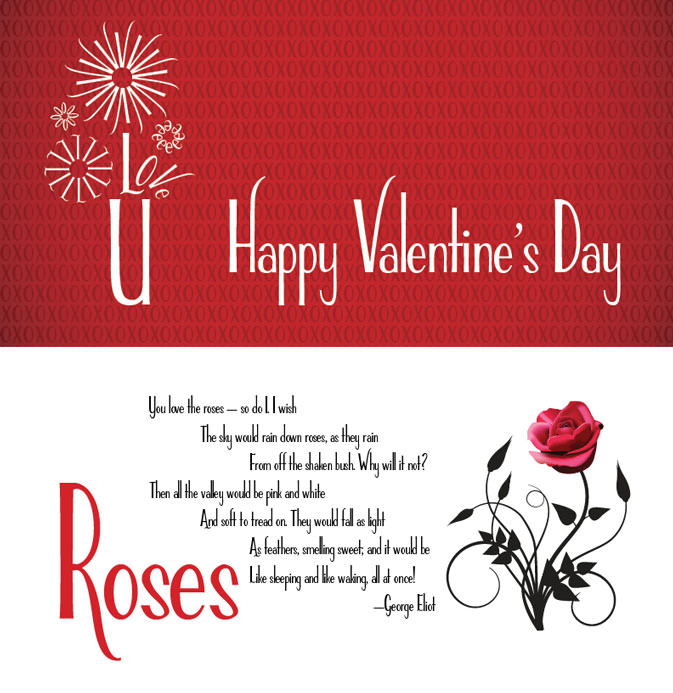 Love
U
Happy Valentine's Day
You love the roses — so do I. I wish
The sky would rain down roses, as they rain
From off the shaken bush. Why will it not?
Then all the valley would be pink and white
And soft to tread on. They would fall as light
As feathers, smelling sweet; and it would be
Like sleeping and like waking, all at once!
—George Eliot
Roses